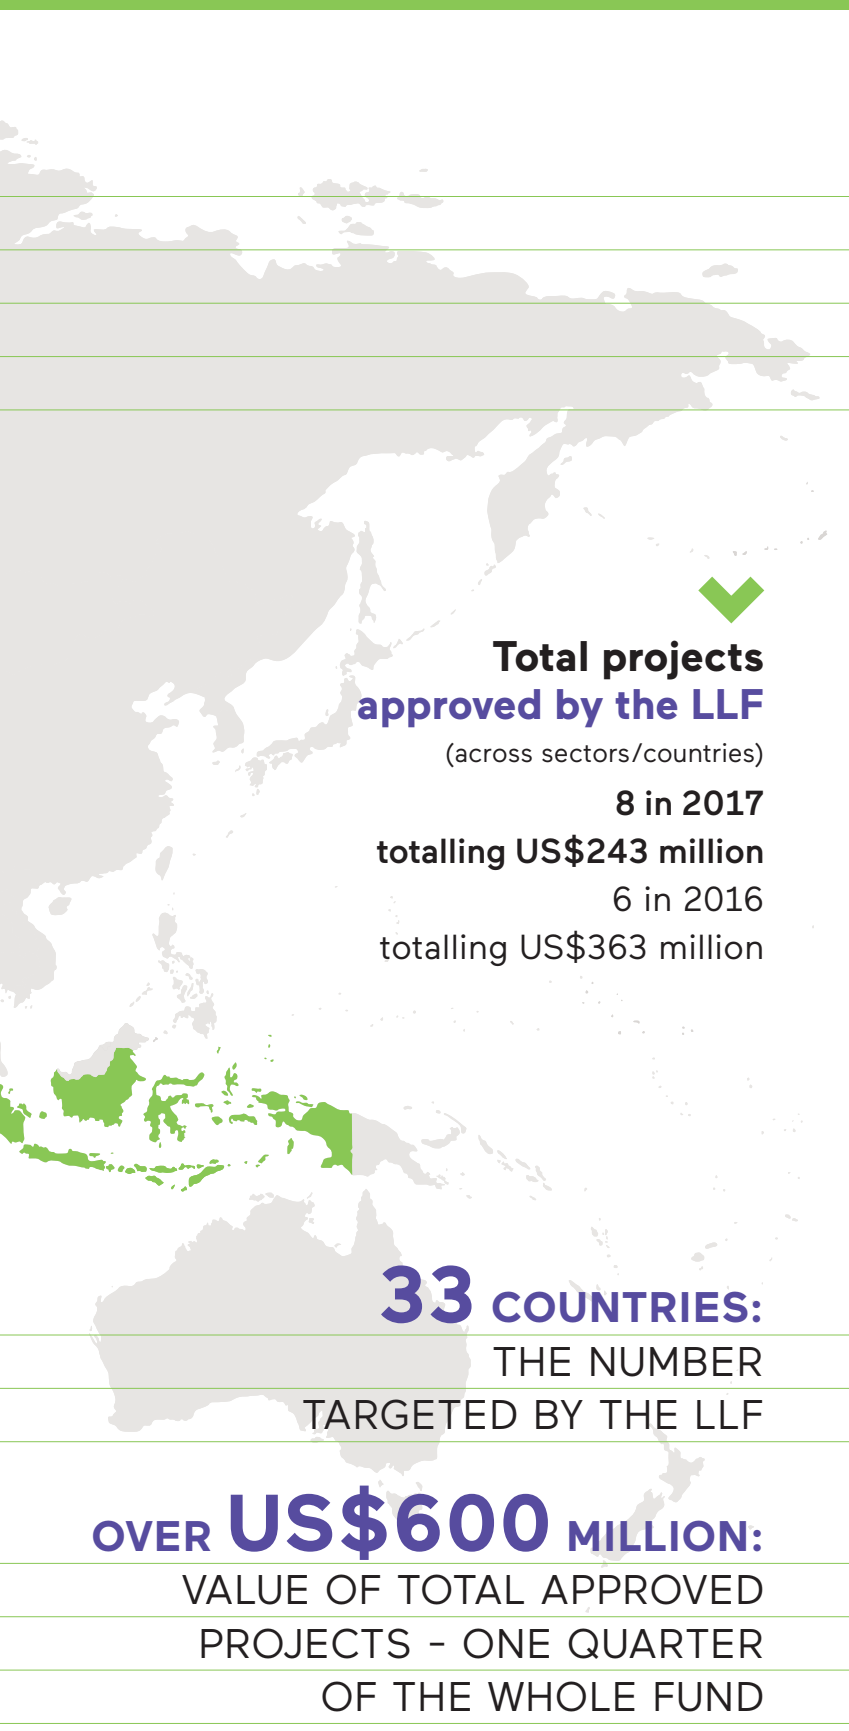 Total projects
approved by the LLF
(across sectors/countries)
8 in 2017
totalling US$243 million
6 in 2016
totalling US$363 million
33 COUNTRIES:
THE NUMBER
TARGETED BY THE LLF
OVER US$600 MILLION:
VALUE OF TOTAL APPROVED
PROJECTS – ONE QUARTER
OF THE WHOLE FUND